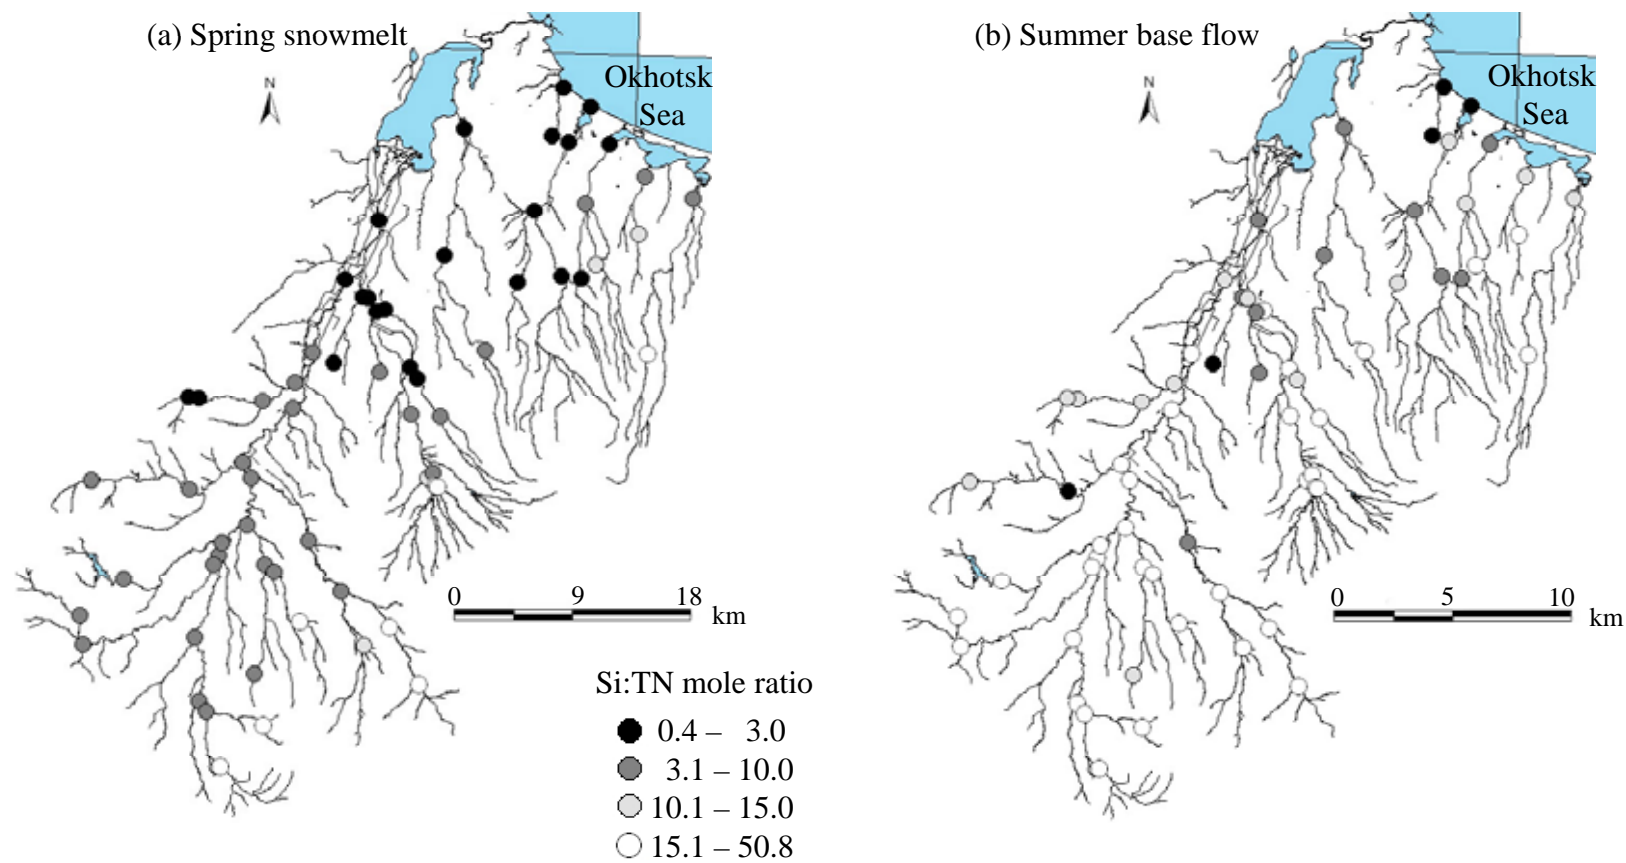 (a) Spring snowmelt
(b) Summer base flow
N
Okhotsk
Sea
N
Okhotsk
Sea
0 9 18
km
0 5 10
km
Si:TN mole ratio
0.4 – 3.0
3.1 – 10.0
10.1 – 15.0
15.1 – 50.8